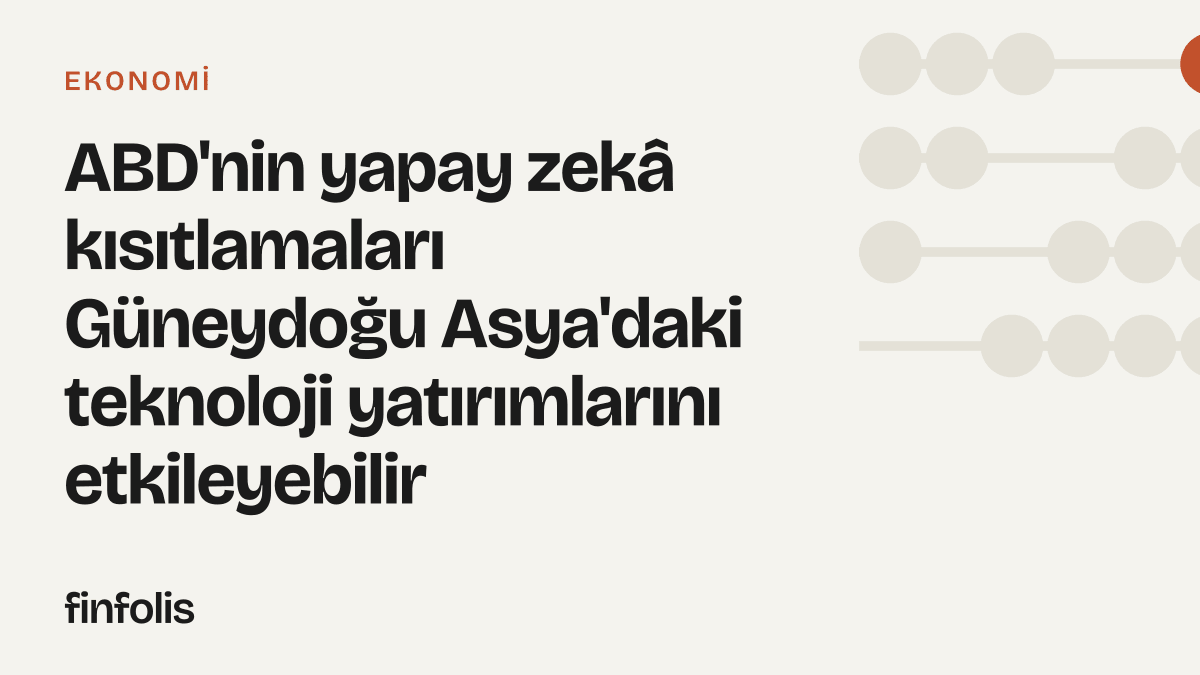 EKONOMİ
ABD'nin yapay zekâ
kısıtlamaları
Güneydoğu Asya'daki
teknoloji yatırımlarını
etkileyebilir
finfolis